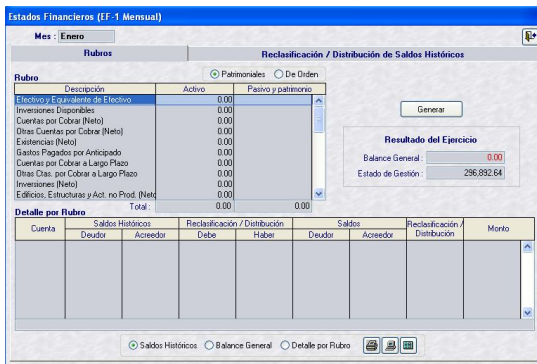 Estados Financieros (EF-1 Mensual)
Mes : Enero
Rubros
Reclasificación / Distribución de Saldos Históricos
Rubro
Patrimoniales De Orden
Descripción Activo Pasivo y patrimonio
Efectivo y Equivalente de Efectivo 0.00
Inversiones Disponibles 0.00
Cuentas por Cobrar (Neto) 0.00
Otras Cuentas por Cobrar (Neto) 0.00
Existencias (Neto) 0.00
Gastos Pagados por Anticipado 0.00
Cuentas por Cobrar a Largo Plazo 0.00
Otras Ctas. por Cobrar a Largo Plazo 0.00
Inversiones (Neto) 0.00
Edificios, Estructuras y Act. no Prod. (Neto 0.00
Total : 0.00 0.00
Generar
Resultado del Ejercicio
Balance General : 0.00
Estado de Gestión : 296,892.64
Detalle por Rubro
Cuenta Saldos Históricos Reclasificación / Distribución Saldos Reclasificación / Distribución Monto
Deudor Acreedor Debe Haber Deudor Acreedor
Saldos Históricos Balance General Detalle por Rubro